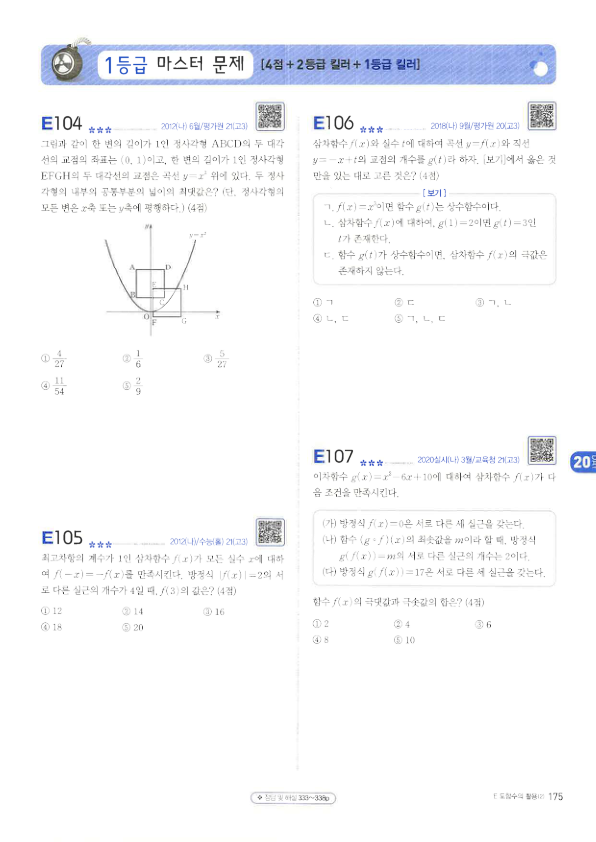 1등급 마스터 문제 [4점+2등급 킬러+1등급 킬러]
E104 ★★★ 2012(나) 6월/평가원 21(고3)
그림과 같이 한 변의 길이가 1인 정사각형 ABCD의 두 대각
선의 교점의 좌표는 (0, 1)이고, 한 변의 길이가 1인 정사각형
EFGH의 두 대각선의 교점은 곡선 y=x² 위에 있다. 두 정사
각형의 내부의 공통부분의 넓이의 최댓값은? (단, 정사각형의
모든 변은 x축 또는 y축에 평행하다.) (4점)
y
y=x²
A D
E H
B C
O F G x
① 4/27 ② 1/6 ③ 5/27
④ 11/54 ⑤ 2/9
E105 ★★★ 2012(나)/수능(홀) 21(고3)
최고차항의 계수가 1인 삼차함수 f(x)가 모든 실수 x에 대하
여 f(-x)=-f(x)를 만족시킨다. 방정식 |f(x)|=2의 서
로 다른 실근의 개수가 4일 때, f(3)의 값은? (4점)
① 12 ② 14 ③ 16
④ 18 ⑤ 20
E106 ★★★ 2018(나) 9월/평가원 20(고3)
삼차함수 f(x)와 실수 t에 대하여 곡선 y=f(x)와 직선
y=-x+t의 교점의 개수를 g(t)라 하자. [보기]에서 옳은 것
만을 있는 대로 고른 것은? (4점)
[보기]
ㄱ. f(x)=x³이면 함수 g(t)는 상수함수이다.
ㄴ. 삼차함수 f(x)에 대하여, g(1)=2이면 g(t)=3인
t가 존재한다.
ㄷ. 함수 g(t)가 상수함수이면, 삼차함수 f(x)의 극값은
존재하지 않는다.
① ㄱ ② ㄷ ③ ㄱ, ㄴ
④ ㄴ, ㄷ ⑤ ㄱ, ㄴ, ㄷ
E107 ★★★ 2020실시(나) 3월/교육청 21(고3)
이차함수 g(x)=x²-6x+10에 대하여 삼차함수 f(x)가 다
음 조건을 만족시킨다.
(가) 방정식 f(x)=0은 서로 다른 세 실근을 갖는다.
(나) 함수 (g∘f)(x)의 최솟값을 m이라 할 때, 방정식
g(f(x))=m의 서로 다른 실근의 개수는 2이다.
(다) 방정식 g(f(x))=17은 서로 다른 세 실근을 갖는다.
함수 f(x)의 극댓값과 극솟값의 합은? (4점)
① 2 ② 4 ③ 6
④ 8 ⑤ 10
20
정답 및 해설 333~338p
E 도함수의 활용(2) 175